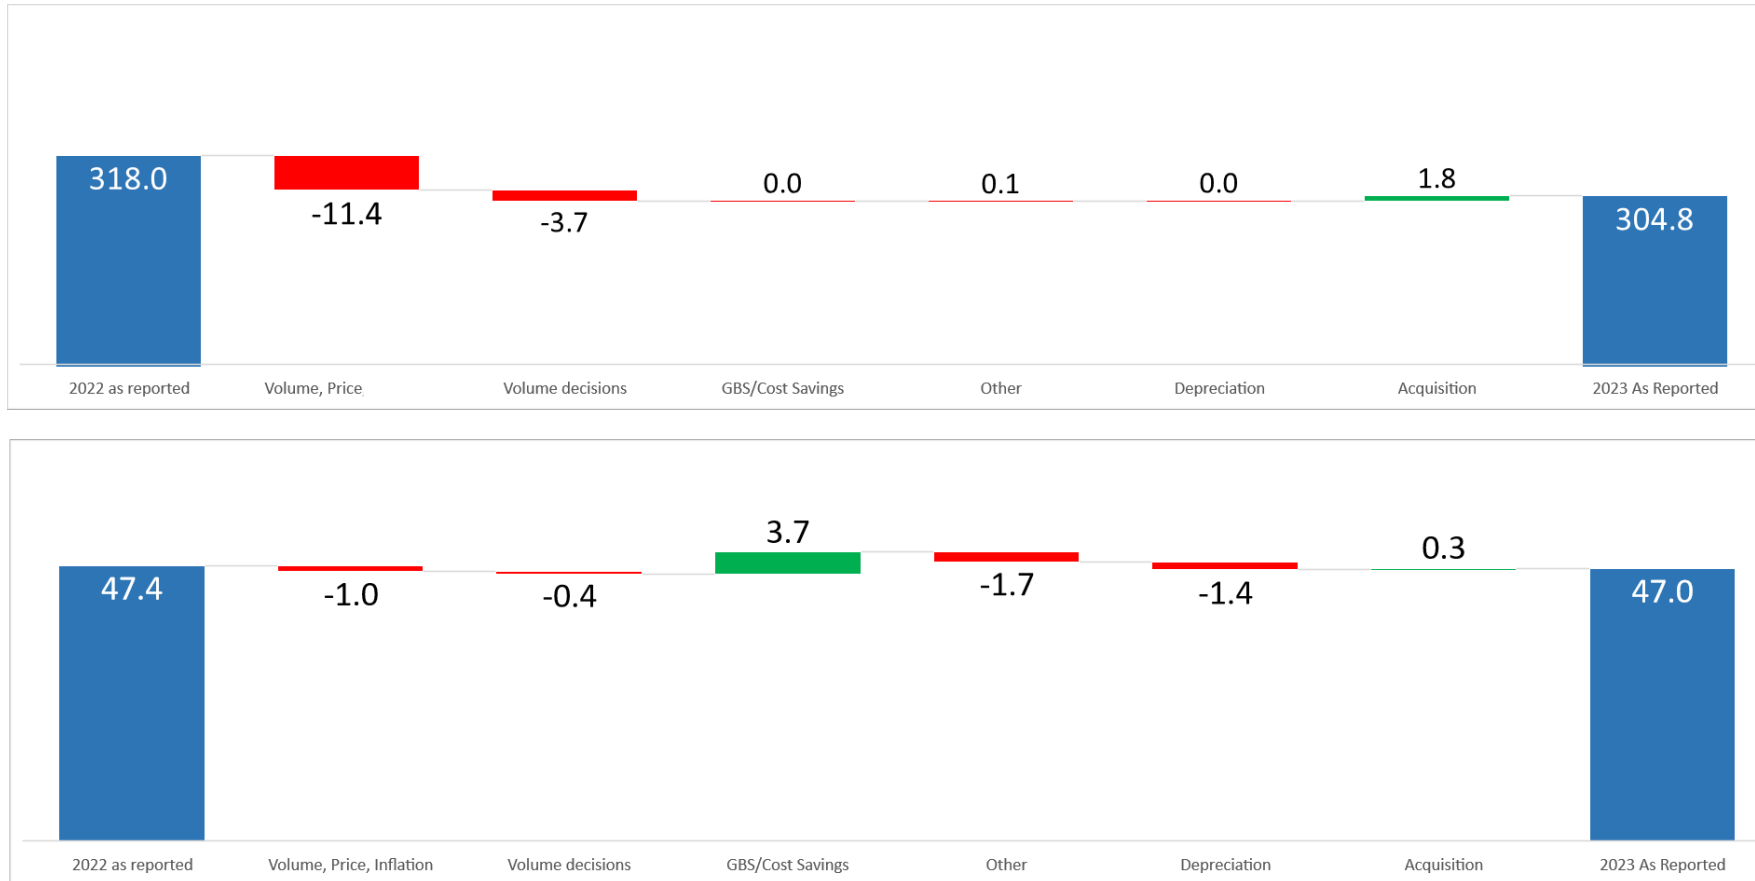 318.0
-11.4
-3.7
0.0
0.1
0.0
1.8
304.8
2022 as reported
Volume, Price
Volume decisions
GBS/Cost Savings
Other
Depreciation
Acquisition
2023 As Reported
47.4
-1.0
-0.4
3.7
-1.7
-1.4
0.3
47.0
2022 as reported
Volume, Price, Inflation
Volume decisions
GBS/Cost Savings
Other
Depreciation
Acquisition
2023 As Reported